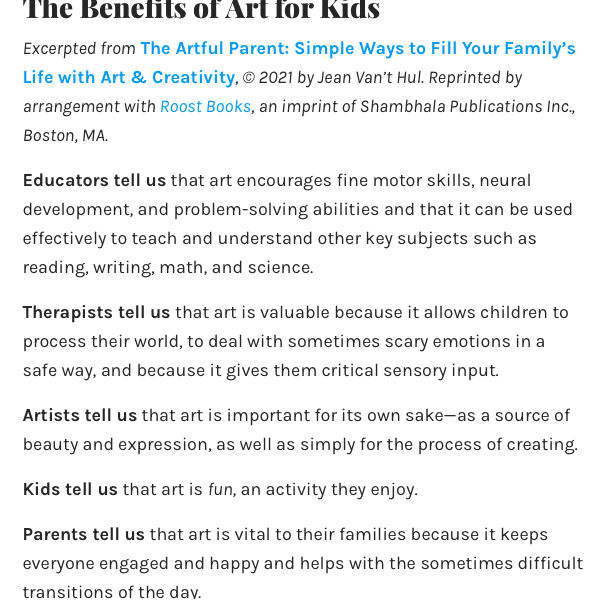 The Benefits of Art for Kids
Excerpted from The Artful Parent: Simple Ways to Fill Your Family’s
Life with Art & Creativity, © 2021 by Jean Van’t Hul. Reprinted by
arrangement with Roost Books, an imprint of Shambhala Publications Inc.,
Boston, MA.
Educators tell us that art encourages fine motor skills, neural
development, and problem-solving abilities and that it can be used
effectively to teach and understand other key subjects such as
reading, writing, math, and science.
Therapists tell us that art is valuable because it allows children to
process their world, to deal with sometimes scary emotions in a
safe way, and because it gives them critical sensory input.
Artists tell us that art is important for its own sake—as a source of
beauty and expression, as well as simply for the process of creating.
Kids tell us that art is fun, an activity they enjoy.
Parents tell us that art is vital to their families because it keeps
everyone engaged and happy and helps with the sometimes difficult
transitions of the day.